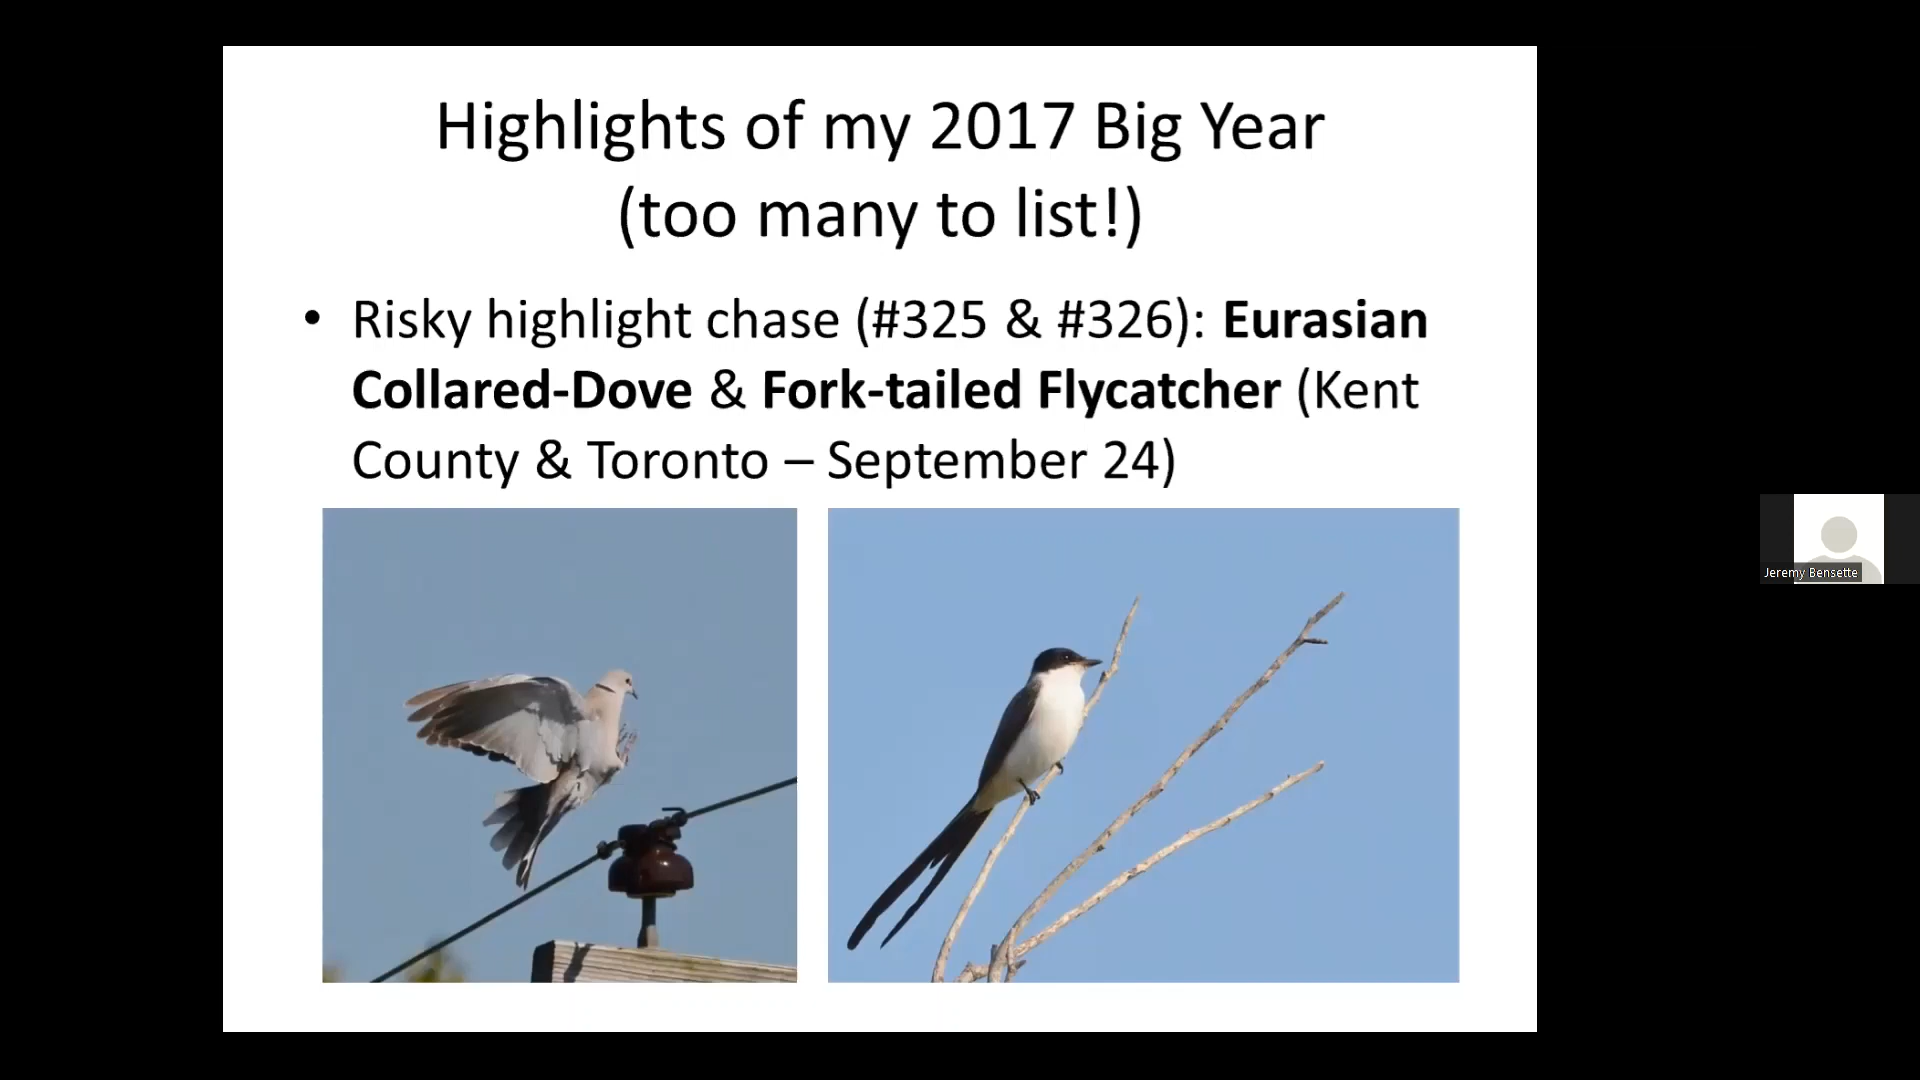 Highlights of my 2017 Big Year
(too many to list!)
• Risky highlight chase (#325 & #326): Eurasian
Collared-Dove & Fork-tailed Flycatcher (Kent
County & Toronto – September 24)
Jeremy Bensette